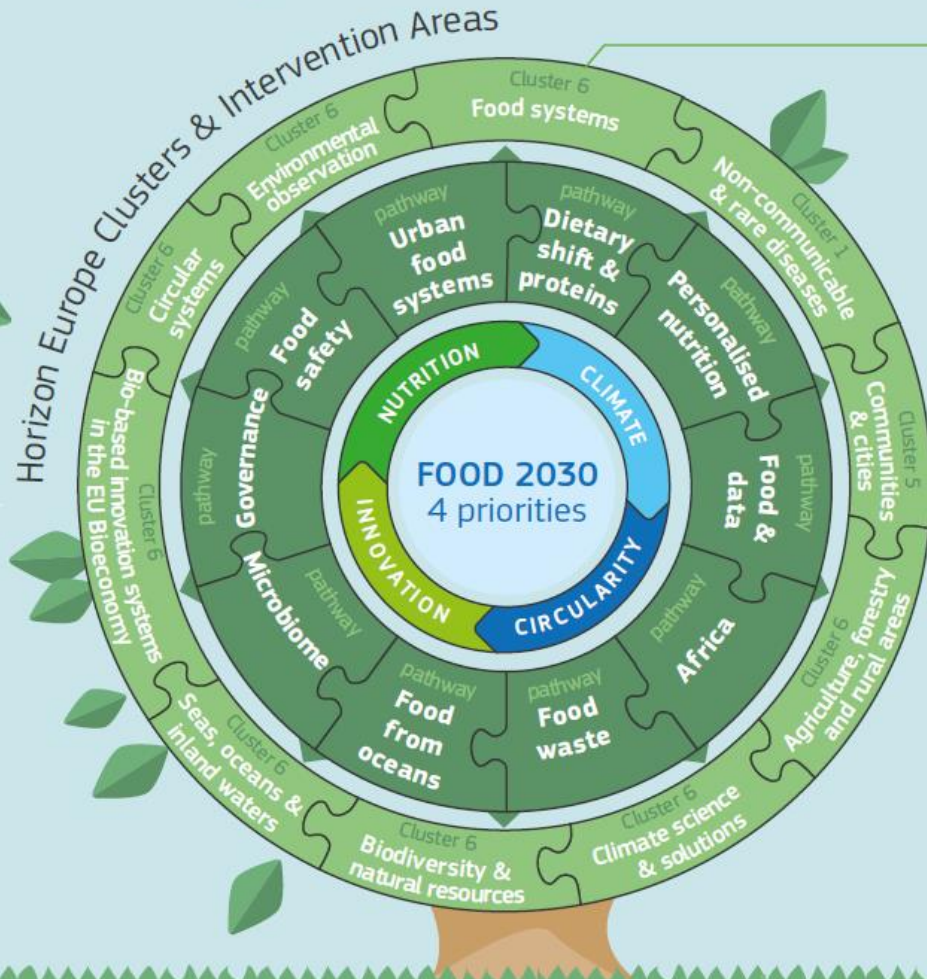 Horizon Europe Clusters & Intervention Areas
Cluster 6
Food systems
Cluster 1
Non-communicable
& rare diseases
Cluster 5
Communities
& cities
Cluster 6
Agriculture, forestry
and rural areas
Cluster 6
Climate science
& solutions
Cluster 6
Biodiversity &
natural resources
Cluster 6
Seas, oceans &
inland waters
Cluster 6
Bio-based innovation systems
in the EU Bioeconomy
Cluster 6
Circular
systems
Cluster 6
Environmental
observation
pathway
Urban
food
systems
pathway
Dietary
shift &
proteins
pathway
Personalised
nutrition
pathway
Food &
data
pathway
Africa
pathway
Food
waste
pathway
Food
from
oceans
pathway
Microbiome
pathway
Governance
pathway
Food
safety
NUTRITION
CLIMATE
CIRCULARITY
INNOVATION
FOOD 2030
4 priorities